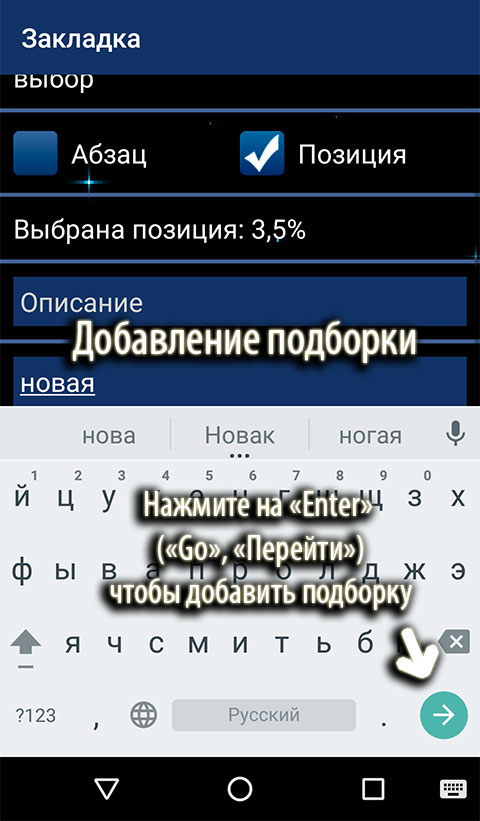 Закладка
выбор
Абзац Позиция
Выбрана позиция: 3,5%
Описание
Добавление подборки
новая
нова Новак ногая
1 2 3 4 5 6 7 8 9 0
й ц у н г щ з х
Нажмите на «Enter»
(«Go», «Перейти»)
ф ы в а п р о л д ж э
чтобы добавить подборку
я ч с м и т ь б
?123 , Русский .